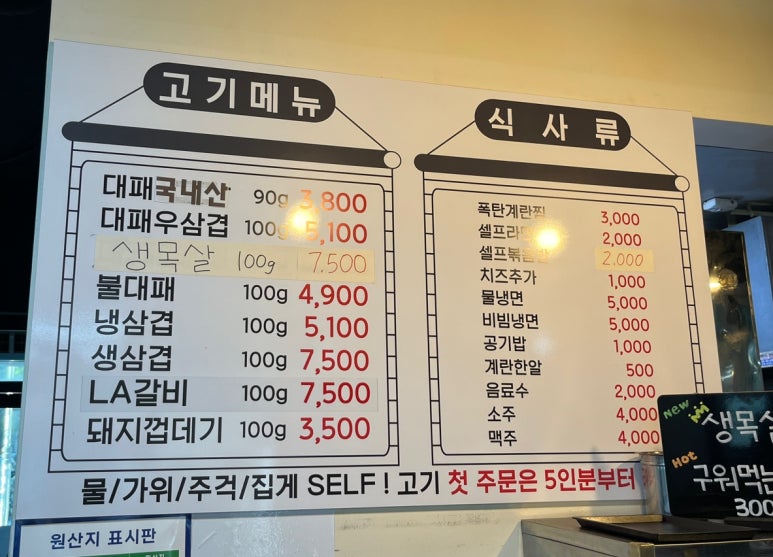 고기메뉴
대패국내산 90g 3,800
대패우삼겹 100g 5,100
생목살 100g 7.500
불대패 100g 4,900
냉삼겹 100g 5,100
생삼겹 100g 7,500
LA갈비 100g 7,500
돼지껍데기 100g 3,500
식사류
폭탄계란찜 3,000
셀프라면 2,000
셀프볶음밥 2.000
치즈추가 1,000
물냉면 5,000
비빔냉면 5,000
공기밥 1,000
계란한알 500
음료수 2,000
소주 4,000
맥주 4,000
물/가위/주걱/집게 SELF ! 고기 첫 주문은 5인분부터
원산지 표시판
New
생목살
Hot
구워먹는
300